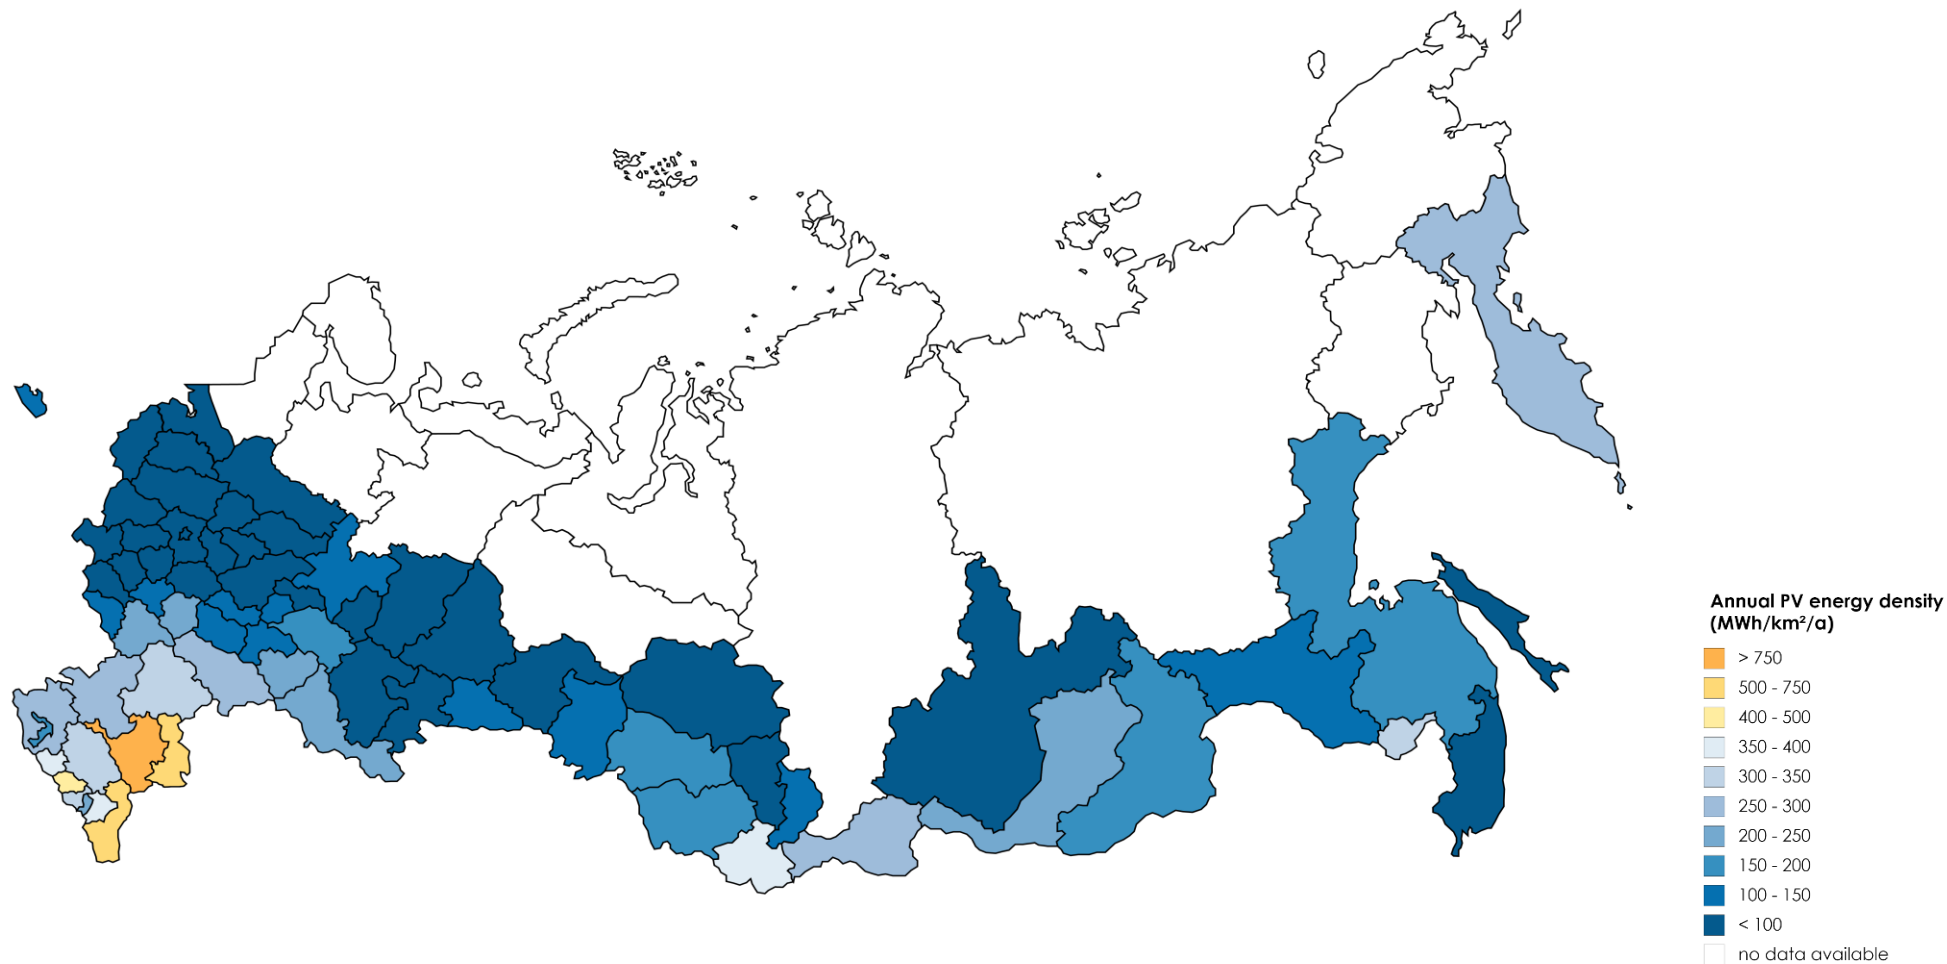 Annual PV energy density
(MWh/km²/a)
> 750
500 - 750
400 - 500
350 - 400
300 - 350
250 - 300
200 - 250
150 - 200
100 - 150
< 100
no data available